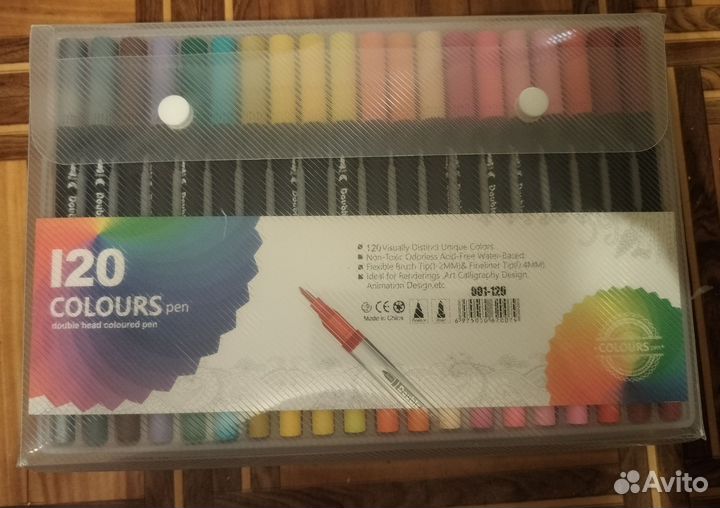 120
COLOURS pen
double head coloured pen
120 Visually Distinct Unique Colors
Non-Toxic Odorless Acid-Free Water-Based
Flexible Brush Tip(1-2MM)& Fineliner Tip(0.4MM)
Ideal for Renderings, Art Calligraphy Design,
Animation Design,etc
991-120
CE
Made in China
COLOURS pen
Avito